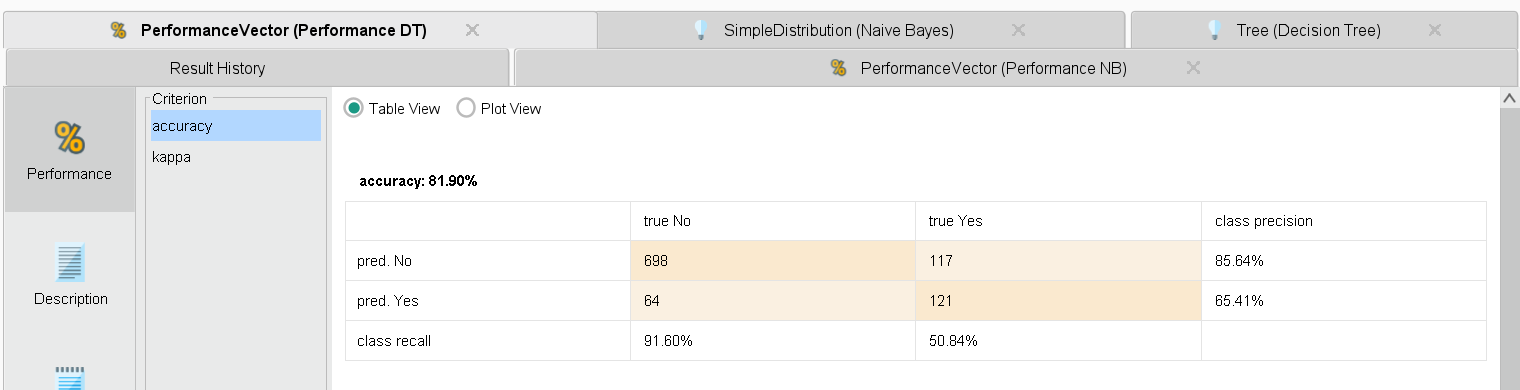 PerformanceVector (Performance DT)
SimpleDistribution (Naive Bayes)
Tree (Decision Tree)
Result History
PerformanceVector (Performance NB)
Performance
Description
Criterion
accuracy
kappa
Table View
Plot View
accuracy: 81.90%
true No true Yes class precision
pred. No 698 117 85.64%
pred. Yes 64 121 65.41%
class recall 91.60% 50.84%